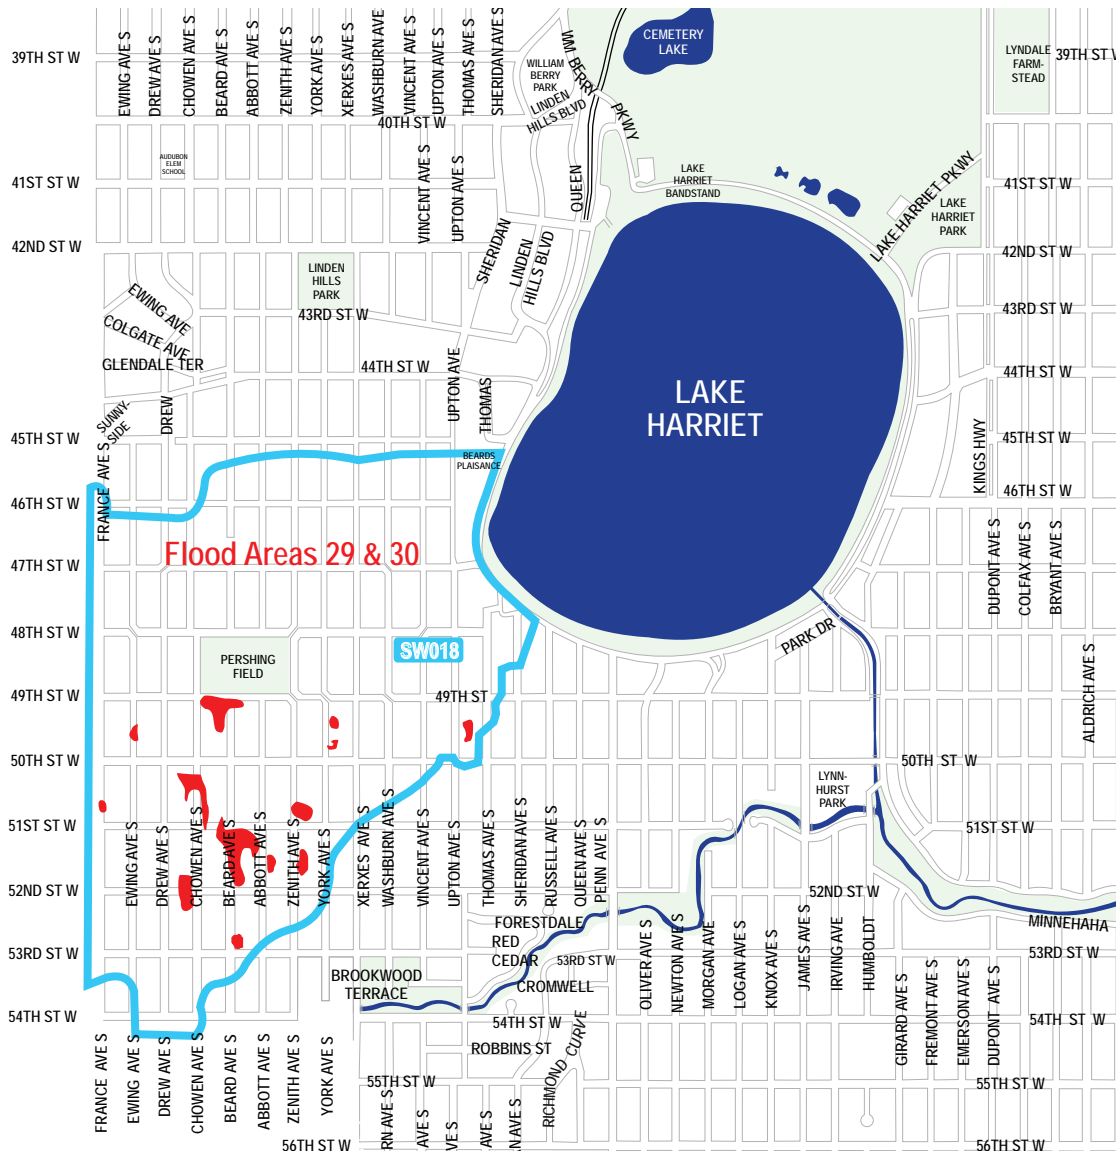 EWING AVE S
DREW AVE S
CHOWEN AVE S
BEARD AVE S
ABBOTT AVE S
ZENITH AVE S
YORK AVE S
XERXES AVE S
WASHBURN AVE
VINCENT AVE S
UPTON AVE S
THOMAS AVE S
SHERIDAN AVE S
39TH ST W
WM BERRY
PKWY
WILLIAM
BERRY
PARK
LINDEN
HILLS BLVD
CEMETERY
LAKE
LYNDALE
FARM-
STEAD
39TH ST W
40TH ST W
AUDUBON
ELEM
SCHOOL
41ST ST W
VINCENT AVE S
UPTON AVE S
QUEEN
LAKE
HARRIET
BANDSTAND
LAKE HARRIET PKWY
41ST ST W
LAKE
HARRIET
PARK
42ND ST W
SHERIDAN
LINDEN
HILLS BLVD
42ND ST W
LINDEN
HILLS
PARK
EWING AVE
COLGATE AVE
GLENDALE TER
43RD ST W
43RD ST W
44TH ST W
UPTON AVE
THOMAS
44TH ST W
LAKE
HARRIET
SUNNY-
SIDE
DREW
45TH ST W
FRANCE AVE S
BEARDS
PLAISANCE
KINGS HWY
45TH ST W
46TH ST W
46TH ST W
Flood Areas 29 & 30
47TH ST W
DUPONT AVE S
COLFAX AVE S
BRYANT AVE S
48TH ST W
SW018
PARK DR
PERSHING
FIELD
ALDRICH AVE S
49TH ST W
49TH ST
50TH ST W
50TH ST W
LYNN-
HURST
PARK
51ST ST W
51ST ST W
EWING AVE S
DREW AVE S
CHOWEN AVE S
BEARD AVE S
ABBOTT AVE S
ZENITH AVE S
YORK AVE S
XERXES AVE S
WASHBURN AVE S
VINCENT AVE S
UPTON AVE S
THOMAS AVE S
SHERIDAN AVE S
RUSSELL AVE S
QUEEN AVE S
PENN AVE S
52ND ST W
52ND ST W
FORESTDALE
RED
CEDAR
MINNEHAHA
53RD ST W
53RD ST W
53RD ST W
OLIVER AVE S
NEWTON AVE S
MORGAN AVE
LOGAN AVE S
KNOX AVE S
JAMES AVE S
IRVING AVE
HUMBOLDT
BROOKWOOD
TERRACE
CROMWELL
54TH ST W
54TH ST W
54TH ST W
GIRARD AVE S
FREMONT AVE S
EMERSON AVE S
DUPONT AVE S
ROBBINS ST
RICHMOND CURVE
FRANCE AVE S
EWING AVE S
DREW AVE S
CHOWEN AVE S
BEARD AVE S
ABBOTT AVE S
ZENITH AVE S
YORK AVE S
55TH ST W
55TH ST W
RN AVE S
AVE S
VE S
AVE S
N AVE S
56TH ST W
56TH ST W